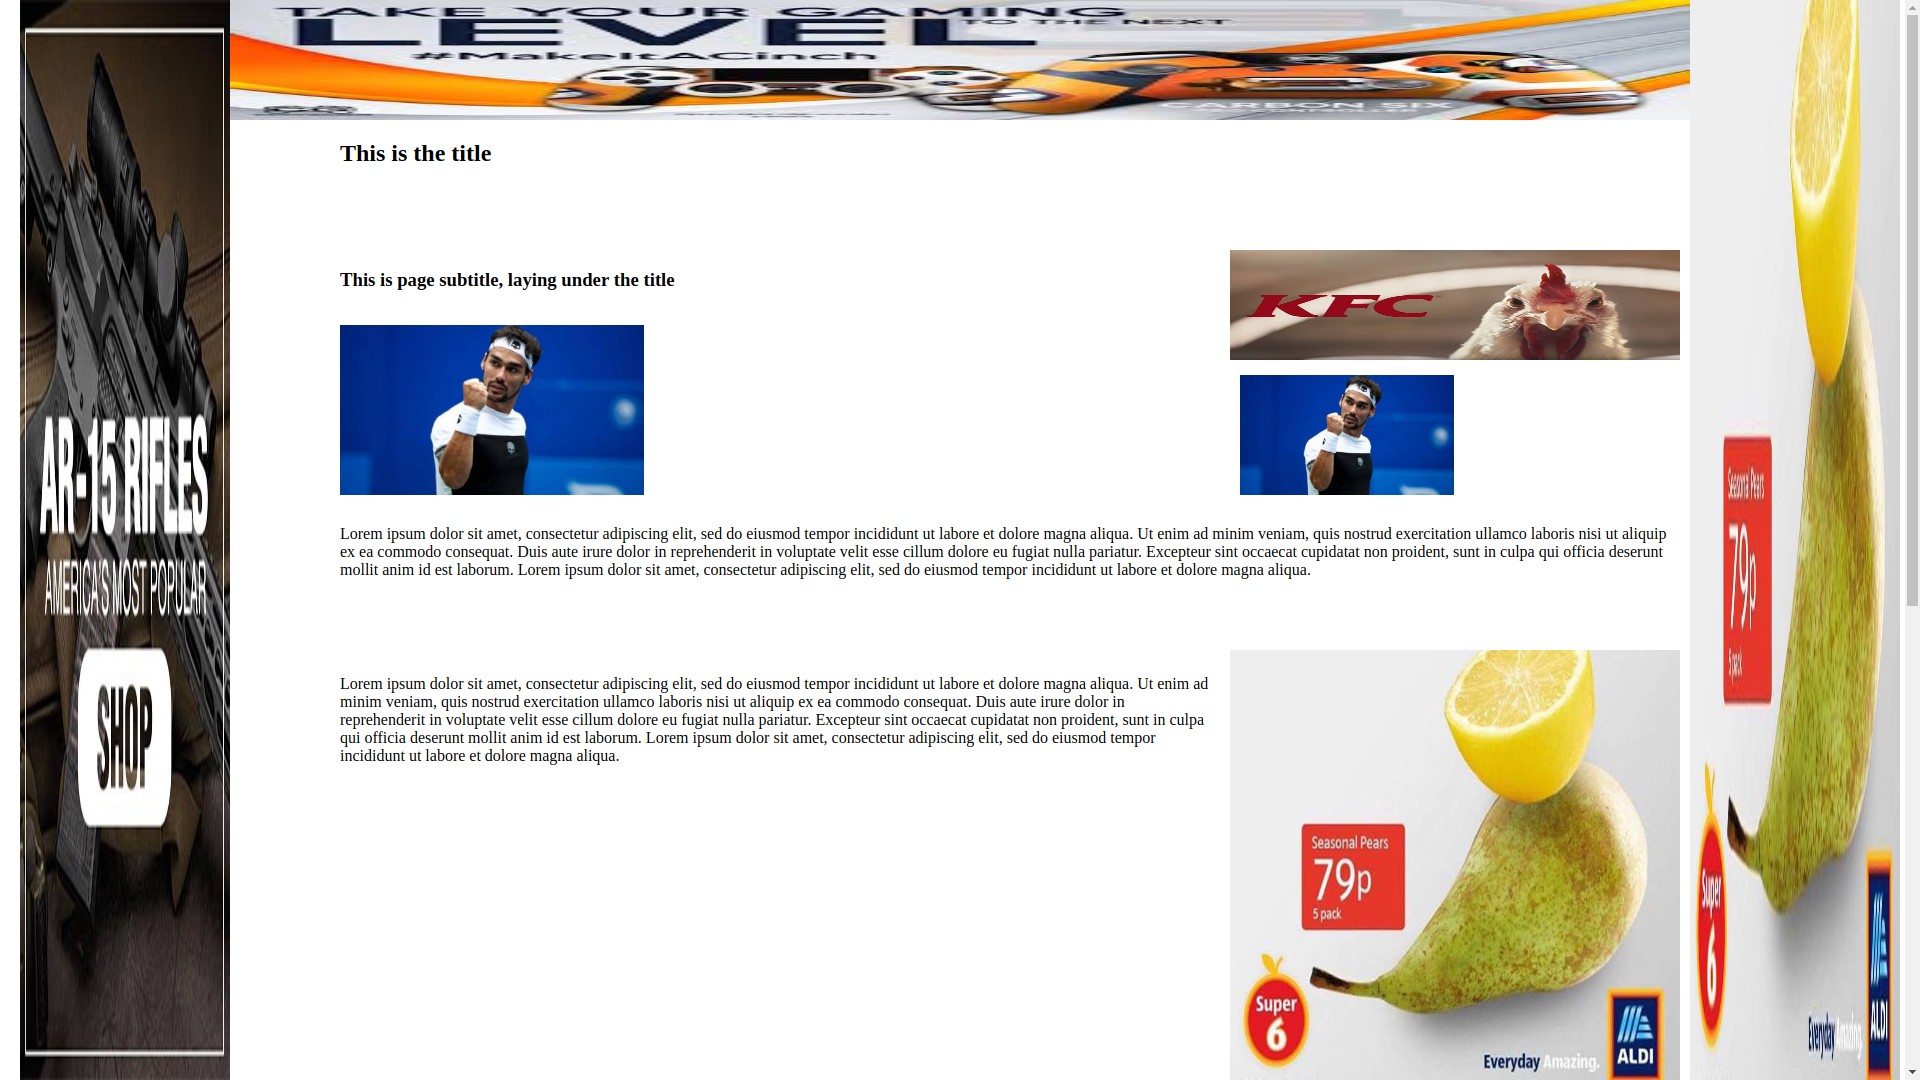 TAKE YOUR GAMING
LEVEL TO THE NEXT
#MakeItACinch
CARBON SIX
This is the title
This is page subtitle, laying under the title
KFC
AR-15 RIFLES
AMERICA'S MOST POPULAR
SHOP
Lorem ipsum dolor sit amet, consectetur adipiscing elit, sed do eiusmod tempor incididunt ut labore et dolore magna aliqua. Ut enim ad minim veniam, quis nostrud exercitation ullamco laboris nisi ut aliquip
ex ea commodo consequat. Duis aute irure dolor in reprehenderit in voluptate velit esse cillum dolore eu fugiat nulla pariatur. Excepteur sint occaecat cupidatat non proident, sunt in culpa qui officia deserunt
mollit anim id est laborum. Lorem ipsum dolor sit amet, consectetur adipiscing elit, sed do eiusmod tempor incididunt ut labore et dolore magna aliqua.
Lorem ipsum dolor sit amet, consectetur adipiscing elit, sed do eiusmod tempor incididunt ut labore et dolore magna aliqua. Ut enim ad
minim veniam, quis nostrud exercitation ullamco laboris nisi ut aliquip ex ea commodo consequat. Duis aute irure dolor in
reprehenderit in voluptate velit esse cillum dolore eu fugiat nulla pariatur. Excepteur sint occaecat cupidatat non proident, sunt in culpa
qui officia deserunt mollit anim id est laborum. Lorem ipsum dolor sit amet, consectetur adipiscing elit, sed do eiusmod tempor
incididunt ut labore et dolore magna aliqua.
Seasonal Pears
79p
5 pack
Super
6
Everyday Amazing.
ALDI
Seasonal Pears
79p
5 pack
Super
6
Everyday Amazing.
ALDI